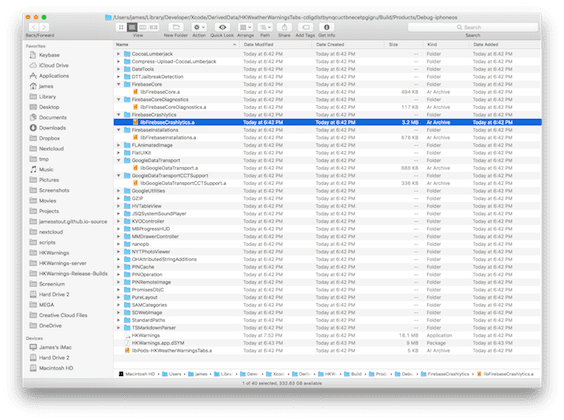 /Users/james/Library/Developer/Xcode/DerivedData/HKWeatherWarningsTabs-cdigdistbynqcuctbnecetpgign/Build/Products/Debug-iphoneos
Back/Forward View New Folder Action Quick Look Arrange Path Share Add Tags Get Info Search
Search
Favorites
Keybase
iCloud Drive
Applications
james
Library
Desktop
Documents
Downloads
Dropbox
Nextcloud
tmp
Music
Pictures
Screenshots
Movies
Projects
jamesstout.github.io-source
nextcloud
scripts
HKWarnings
HKWarnings-server
HKWarnings-Release-Builds
Screenium
Hard Drive 2
MEGA
Creative Cloud Files
OneDrive
Devices
James's iMac
Hard Drive 2
Macintosh HD
Name Date Modified Date Created Size Kind Date Added
CocoaLumberjack Today at 6:42 PM Today at 6:42 PM -- Folder Today at 6:42 PM
Compress-Upload-CocoaLumberjack Today at 6:42 PM Today at 6:42 PM -- Folder Today at 6:42 PM
DateTools Today at 6:42 PM Today at 6:42 PM -- Folder Today at 6:42 PM
DTTJailbreakDetection Today at 6:42 PM Today at 6:42 PM -- Folder Today at 6:42 PM
FirebaseCore Today at 6:42 PM Today at 6:42 PM -- Folder Today at 6:42 PM
libFirebaseCore.a Today at 6:42 PM Today at 6:42 PM 494 KB Ar Archive Today at 6:42 PM
FirebaseCoreDiagnostics Today at 6:42 PM Today at 6:42 PM -- Folder Today at 6:42 PM
libFirebaseCoreDiagnostics.a Today at 6:42 PM Today at 6:42 PM 117 KB Ar Archive Today at 6:42 PM
FirebaseCrashlytics Today at 6:42 PM Today at 6:42 PM -- Folder Today at 6:42 PM
libFirebaseCrashlytics.a Today at 6:42 PM Today at 6:42 PM 3.2 MB Ar Archive Today at 6:42 PM
FirebaseInstallations Today at 6:42 PM Today at 6:42 PM -- Folder Today at 6:42 PM
libFirebaseInstallations.a Today at 6:42 PM Today at 6:42 PM 679 KB Ar Archive Today at 6:42 PM
FLAnimatedImage Today at 6:42 PM Today at 6:42 PM -- Folder Today at 6:42 PM
FlatUIKit Today at 6:42 PM Today at 6:42 PM -- Folder Today at 6:42 PM
GoogleDataTransport Today at 6:42 PM Today at 6:42 PM -- Folder Today at 6:42 PM
libGoogleDataTransport.a Today at 6:42 PM Today at 6:42 PM 668 KB Ar Archive Today at 6:42 PM
GoogleDataTransportCCTSupport Today at 6:42 PM Today at 6:42 PM -- Folder Today at 6:42 PM
libGoogleDataTransportCCTSupport.a Today at 6:42 PM Today at 6:42 PM 336 KB Ar Archive Today at 6:42 PM
GoogleUtilities Today at 6:42 PM Today at 6:42 PM -- Folder Today at 6:42 PM
GZIP Today at 6:42 PM Today at 6:42 PM -- Folder Today at 6:42 PM
HVTableView Today at 6:42 PM Today at 6:42 PM -- Folder Today at 6:42 PM
JSQSystemSoundPlayer Today at 6:42 PM Today at 6:42 PM -- Folder Today at 6:42 PM
KVOController Today at 6:42 PM Today at 6:42 PM -- Folder Today at 6:42 PM
MBProgressHUD Today at 6:42 PM Today at 6:42 PM -- Folder Today at 6:42 PM
MMDrawerController Today at 6:42 PM Today at 6:42 PM -- Folder Today at 6:42 PM
nanopb Today at 6:42 PM Today at 6:42 PM -- Folder Today at 6:42 PM
NYTPhotoViewer Today at 6:42 PM Today at 6:42 PM -- Folder Today at 6:42 PM
OHAttributedStringAdditions Today at 6:42 PM Today at 6:42 PM -- Folder Today at 6:42 PM
PINCache Today at 6:42 PM Today at 6:42 PM -- Folder Today at 6:42 PM
PINOperation Today at 6:42 PM Today at 6:42 PM -- Folder Today at 6:42 PM
PINRemoteImage Today at 6:42 PM Today at 6:42 PM -- Folder Today at 6:42 PM
PromisesObjC Today at 6:42 PM Today at 6:42 PM -- Folder Today at 6:42 PM
PureLayout Today at 6:42 PM Today at 6:42 PM -- Folder Today at 6:42 PM
SAMCategories Today at 6:42 PM Today at 6:42 PM -- Folder Today at 6:42 PM
SDWebImage Today at 6:42 PM Today at 6:42 PM -- Folder Today at 6:42 PM
StandardPaths Today at 6:42 PM Today at 6:42 PM -- Folder Today at 6:42 PM
TSMarkdownParser Today at 6:42 PM Today at 6:42 PM -- Folder Today at 6:42 PM
HKWarnings Today at 7:52 PM Today at 6:42 PM 18.1 MB Application Today at 6:42 PM
HKWarnings.app.dSYM Today at 6:43 PM Today at 6:43 PM 9 MB Package Today at 6:43 PM
libPods-HKWeatherWarningsTabs.a Today at 6:42 PM Today at 6:42 PM 5 KB Ar Archive Today at 6:42 PM
Macintosh HD Users james Librar Deve Xco Deri HKW Build Prod Deb FirebaseCrashlytics libFirebaseCrashlytics.a
1 of 40 selected, 332.63 GB available